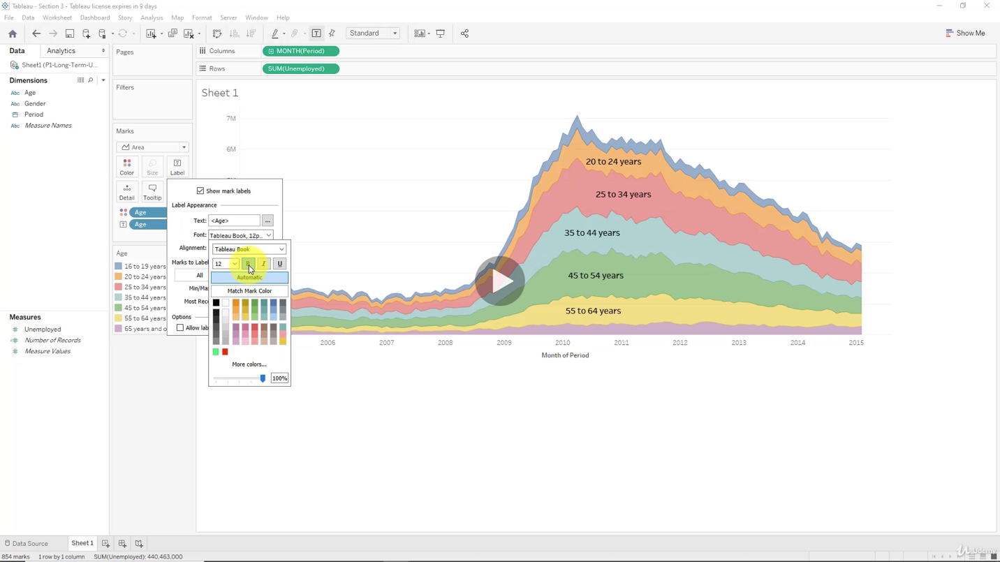 Tableau - Section 3 - Tableau license expires in 9 days
File Data Worksheet Dashboard Story Analysis Map Format Server Window Help
Standard
Show Me
Data Analytics
Sheet1 (P1-Long-Term-U...
Dimensions
Abc Age
Abc Gender
Period
Abc Measure Names
Measures
Unemployed
Number of Records
Measure Values
Pages
Filters
Marks
Area
Color Size Label
Detail Tooltip
Age
Age
Age
16 to 19 years
20 to 24 years
25 to 34 years
35 to 44 years
45 to 54 years
55 to 64 years
65 years and o
Columns MONTH(Period)
Rows SUM(Unemployed)
Sheet 1
7M
6M
20 to 24 years
25 to 34 years
35 to 44 years
45 to 54 years
55 to 64 years
2006 2007 2008 2009 2010 2011 2012 2013 2014 2015
Month of Period
Show mark labels
Label Appearance
Text: <Age> ...
Font: Tableau Book, 12p..
Alignment:
Marks to Label
All
Min/Ma
Most Rec
Options
Allow lab
Tableau Book
12 B I U
Automatic
Match Mark Color
More colors...
100%
Data Source Sheet 1
854 marks 1 row by 1 column SUM(Unemployed): 440,463,000
Udemy